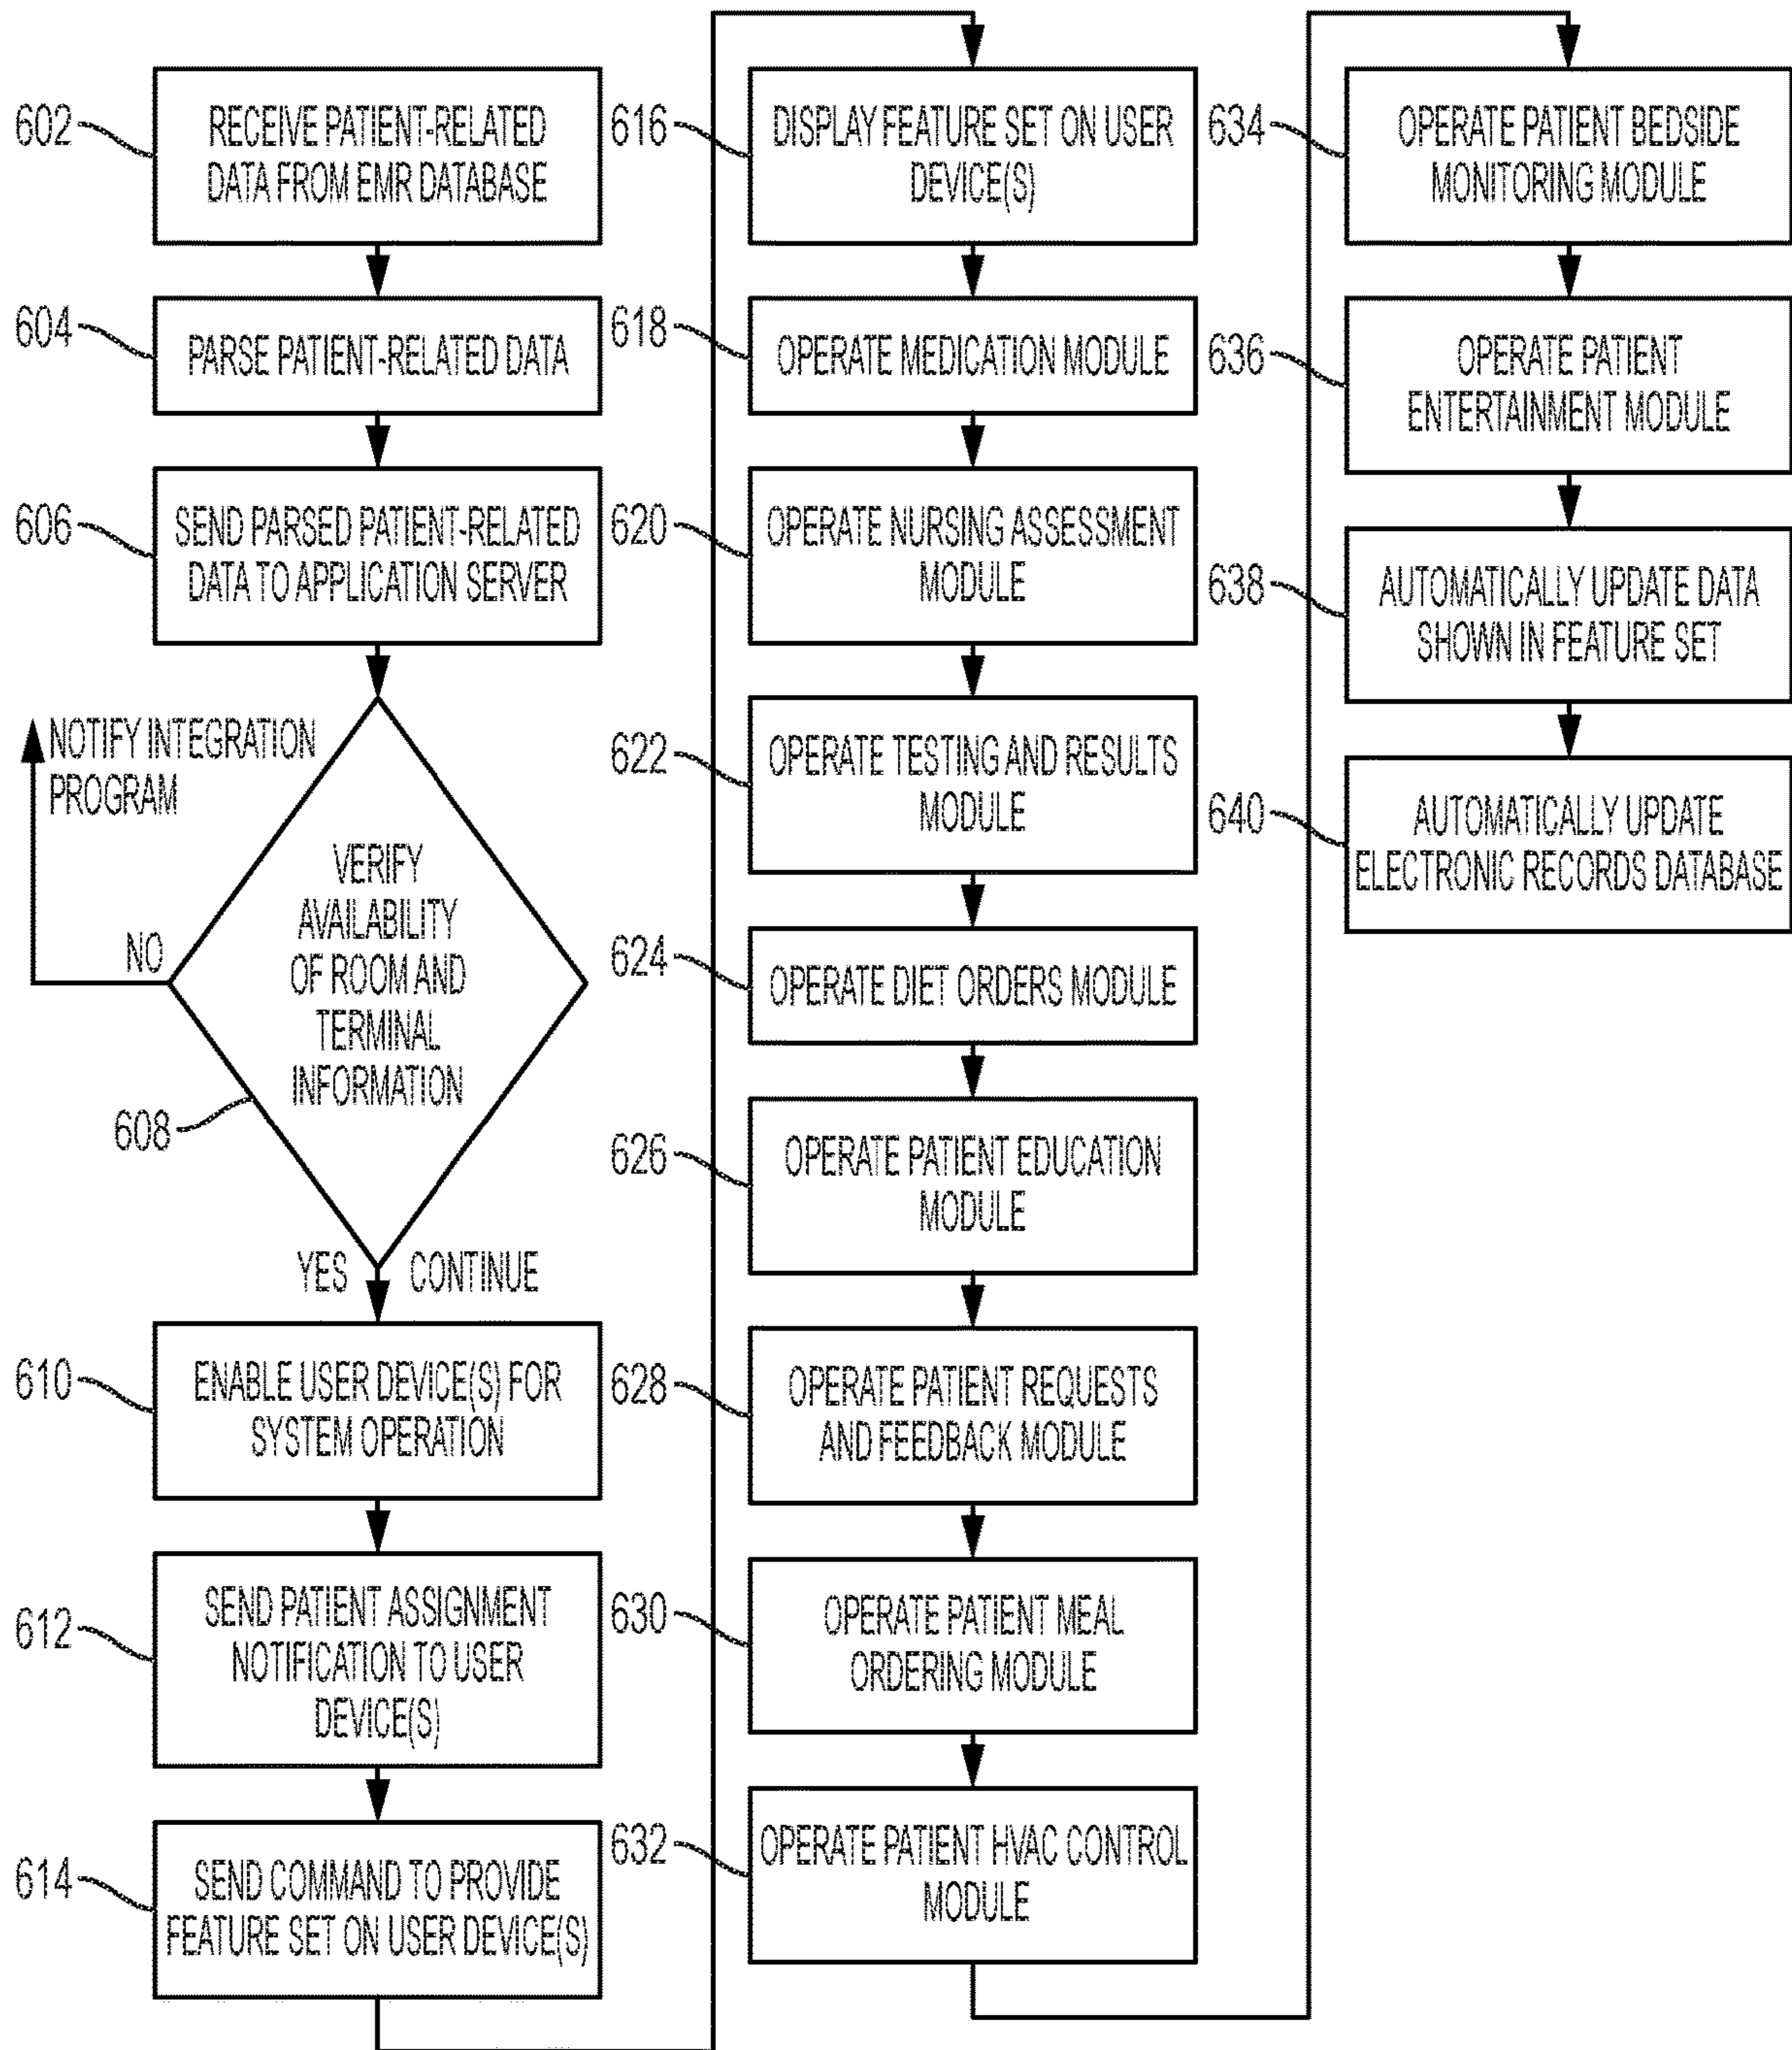 602
RECEIVE PATIENT-RELATED
DATA FROM EMR DATABASE
604
PARSE PATIENT-RELATED DATA
606
SEND PARSED PATIENT-RELATED
DATA TO APPLICATION SERVER
NOTIFY INTEGRATION
PROGRAM
NO
VERIFY
AVAILABILITY
OF ROOM AND
TERMINAL
INFORMATION
608
YES
CONTINUE
610
ENABLE USER DEVICE(S) FOR
SYSTEM OPERATION
612
SEND PATIENT ASSIGNMENT
NOTIFICATION TO USER
DEVICE(S)
614
SEND COMMAND TO PROVIDE
FEATURE SET ON USER DEVICE(S)
616
DISPLAY FEATURE SET ON USER
DEVICE(S)
618
OPERATE MEDICATION MODULE
620
OPERATE NURSING ASSESSMENT
MODULE
622
OPERATE TESTING AND RESULTS
MODULE
624
OPERATE DIET ORDERS MODULE
626
OPERATE PATIENT EDUCATION
MODULE
628
OPERATE PATIENT REQUESTS
AND FEEDBACK MODULE
630
OPERATE PATIENT MEAL
ORDERING MODULE
632
OPERATE PATIENT HVAC CONTROL
MODULE
634
OPERATE PATIENT BEDSIDE
MONITORING MODULE
636
OPERATE PATIENT
ENTERTAINMENT MODULE
638
AUTOMATICALLY UPDATE DATA
SHOWN IN FEATURE SET
640
AUTOMATICALLY UPDATE
ELECTRONIC RECORDS DATABASE